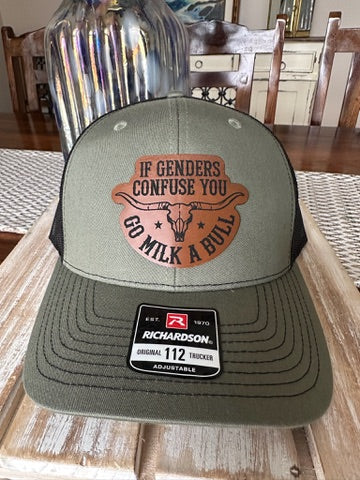 IF GENDERS
CONFUSE YOU
GO MILK A BULL
EST. R 1970
RICHARDSON®
ORIGINAL 112 TRUCKER
ADJUSTABLE